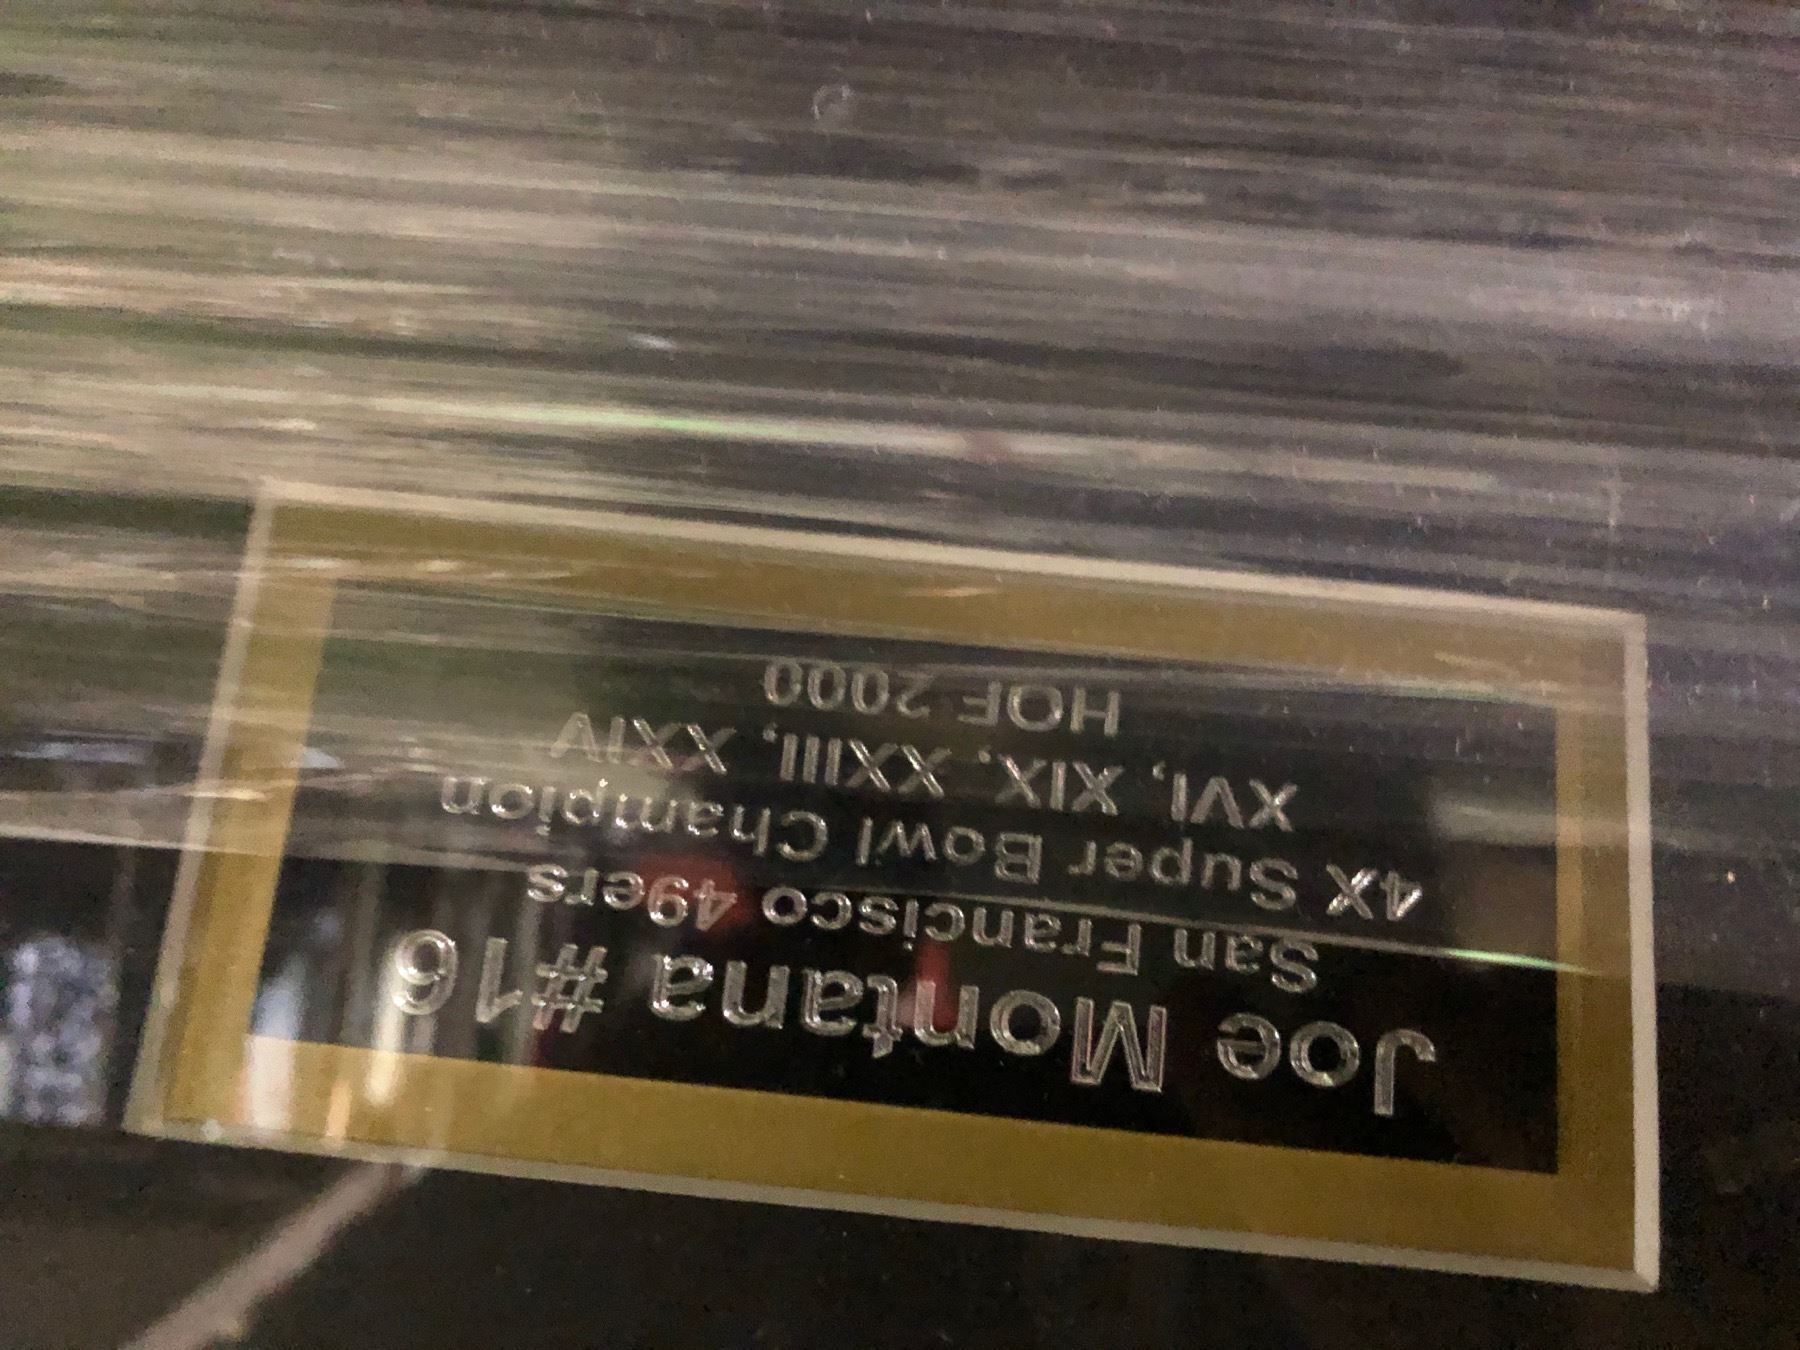 Joe Montana #16
San Francisco 49ers
4X Super Bowl Champion
XVI, XIX, XXIII, XXIV
HOF 2000